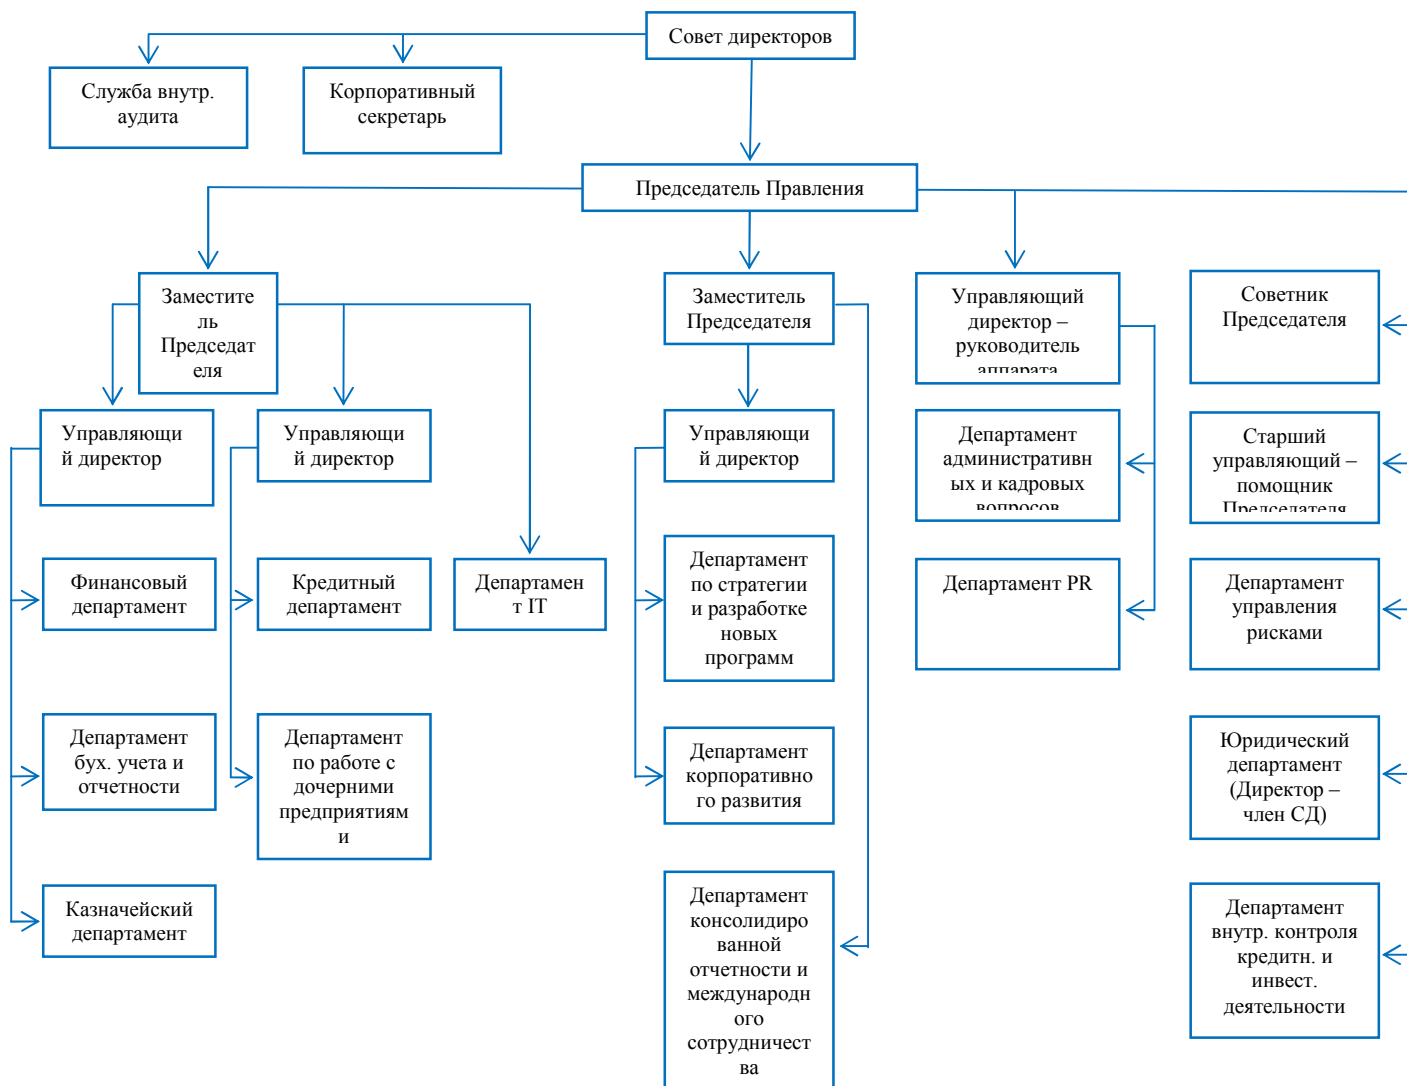 Совет директоров
Служба внутр.
аудита
Корпоративный
секретарь
Председатель Правления
Заместите
ль
Председат
еля
Заместитель
Председателя
Управляющий
директор –
руководитель
аппарата
Советник
Председателя
Управляющи
й директор
Управляющи
й директор
Управляющи
й директор
Департамент
административн
ых и кадровых
вопросов
Старший
управляющий –
помощник
Председателя
Финансовый
департамент
Кредитный
департамент
Департамен
т IT
Департамент
по стратегии
и разработке
новых
программ
Департамент PR
Департамент
управления
рисками
Департамент
бух. учета и
отчетности
Департамент
по работе с
дочерними
предприятиям
и
Департамент
корпоративно
го развития
Юридический
департамент
(Директор –
член СД)
Казначейский
департамент
Департамент
консолидиро
ванной
отчетности и
международн
ого
сотрудничест
ва
Департамент
внутр. контроля
кредитн. и
инвест.
деятельности